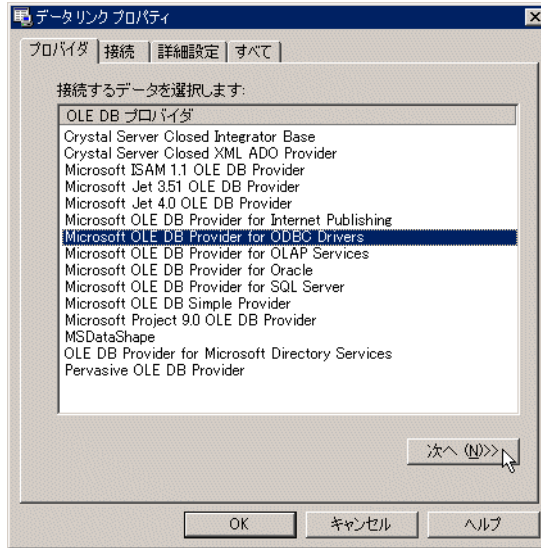 データ リンク プロパティ
プロバイダ 接続 詳細設定 すべて
接続するデータを選択します:
OLE DB プロバイダ
Crystal Server Closed Integrator Base
Crystal Server Closed XML ADO Provider
Microsoft ISAM 1.1 OLE DB Provider
Microsoft Jet 3.51 OLE DB Provider
Microsoft Jet 4.0 OLE DB Provider
Microsoft OLE DB Provider for Internet Publishing
Microsoft OLE DB Provider for ODBC Drivers
Microsoft OLE DB Provider for OLAP Services
Microsoft OLE DB Provider for Oracle
Microsoft OLE DB Provider for SQL Server
Microsoft OLE DB Simple Provider
Microsoft Project 9.0 OLE DB Provider
MSDataShape
OLE DB Provider for Microsoft Directory Services
Pervasive OLE DB Provider
次へ (N)>>
OK キャンセル ヘルプ